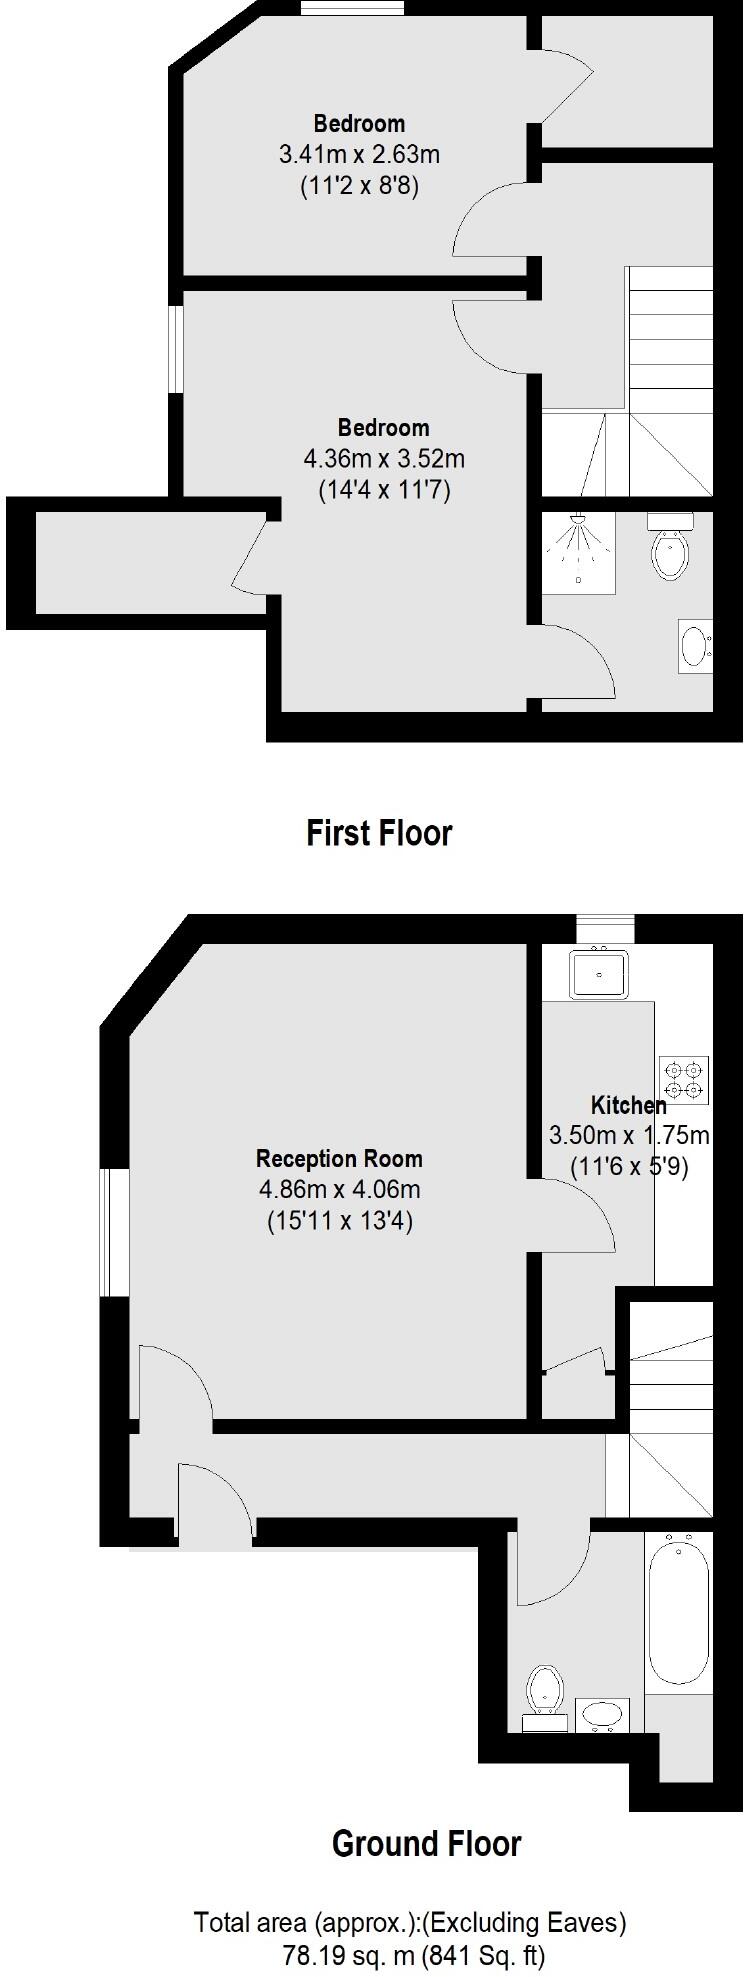 Bedroom
3.41m x 2.63m
(11'2 x 8'8)
Bedroom
4.36m x 3.52m
(14'4 x 11'7)
First Floor
Kitchen
3.50m x 1.75m
(11'6 x 5'9)
Reception Room
4.86m x 4.06m
(15'11 x 13'4)
Ground Floor
Total area (approx.):(Excluding Eaves)
78.19 sq. m (841 Sq. ft)